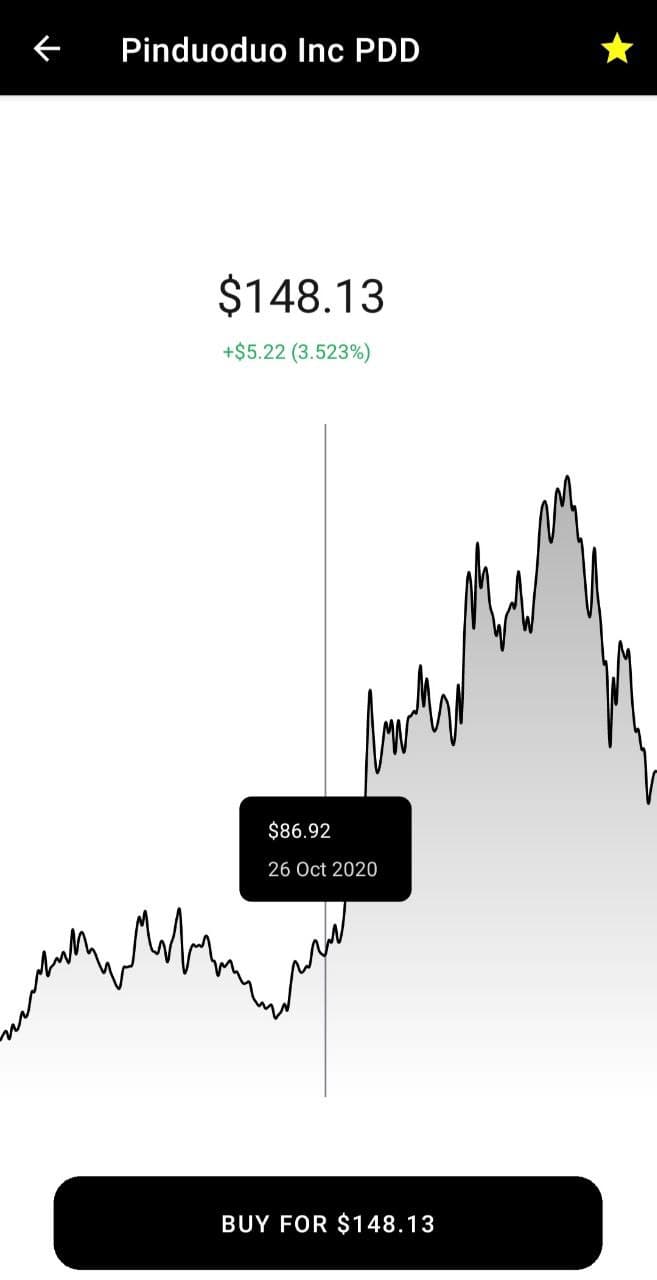 Pinduoduo Inc PDD
$148.13
+$5.22 (3.523%)
$86.92
26 Oct 2020
BUY FOR $148.13